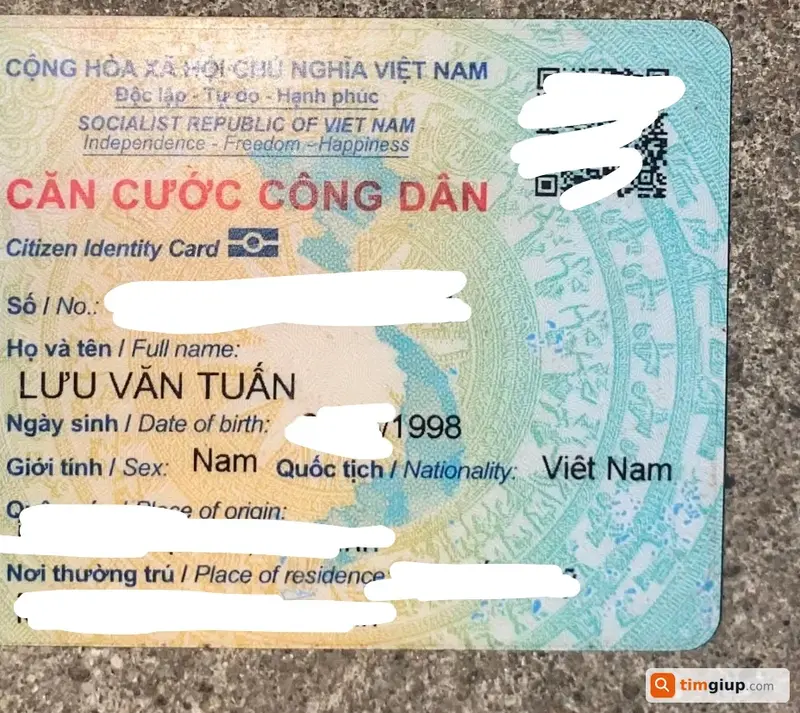 CỘNG HÒA XÃ HỘI CHỦ NGHĨA VIỆT NAM
Độc lập - Tự do - Hạnh phúc
SOCIALIST REPUBLIC OF VIET NAM
Independence - Freedom - Happiness
CĂN CƯỚC CÔNG DÂN
Citizen Identity Card
Số / No.:
Họ và tên / Full name:
LƯU VĂN TUẤN
Ngày sinh / Date of birth: /1998
Giới tính / Sex: Nam Quốc tịch / Nationality: Việt Nam
Place of origin:
Nơi thường trú / Place of residence
timgiup.com